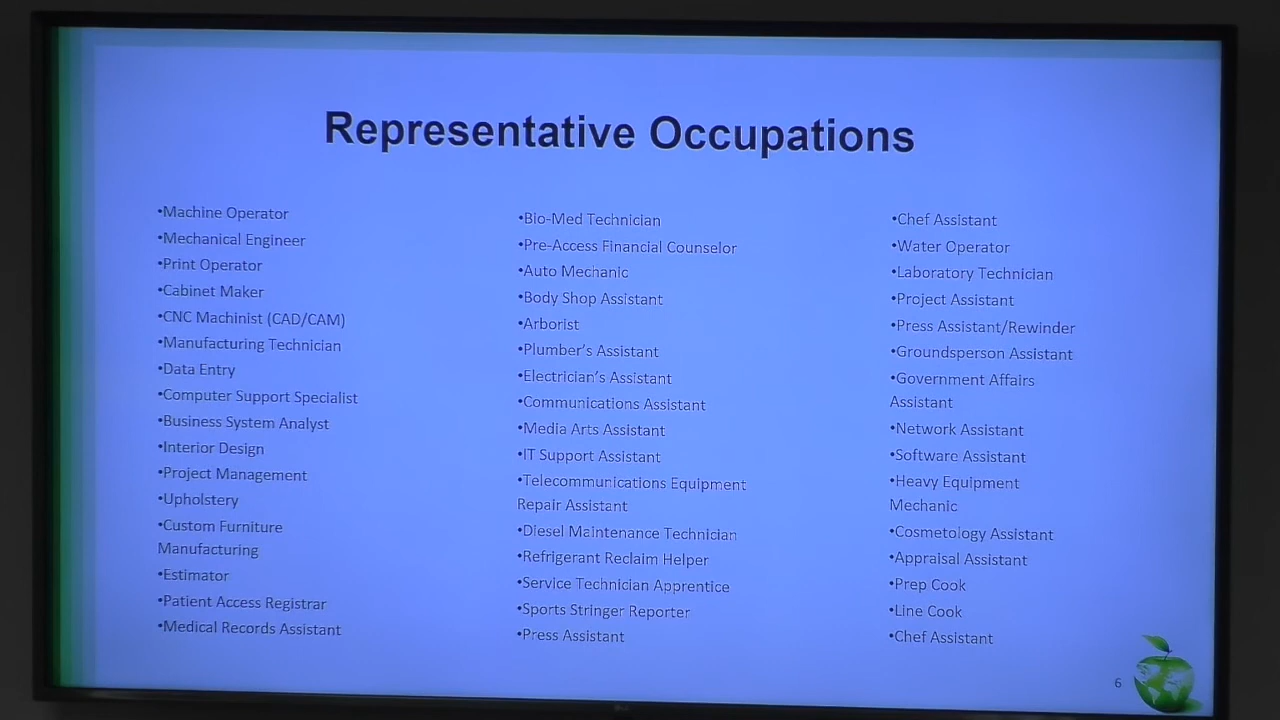 Representative Occupations
•Machine Operator
•Mechanical Engineer
•Print Operator
•Cabinet Maker
•CNC Machinist (CAD/CAM)
•Manufacturing Technician
•Data Entry
•Computer Support Specialist
•Business System Analyst
•Interior Design
•Project Management
•Upholstery
•Custom Furniture
Manufacturing
•Estimator
•Patient Access Registrar
•Medical Records Assistant
•Bio-Med Technician
•Pre-Access Financial Counselor
•Auto Mechanic
•Body Shop Assistant
•Arborist
•Plumber’s Assistant
•Electrician’s Assistant
•Communications Assistant
•Media Arts Assistant
•IT Support Assistant
•Telecommunications Equipment
Repair Assistant
•Diesel Maintenance Technician
•Refrigerant Reclaim Helper
•Service Technician Apprentice
•Sports Stringer Reporter
•Press Assistant
•Chef Assistant
•Water Operator
•Laboratory Technician
•Project Assistant
•Press Assistant/Rewinder
•Groundsperson Assistant
•Government Affairs
Assistant
•Network Assistant
•Software Assistant
•Heavy Equipment
Mechanic
•Cosmetology Assistant
•Appraisal Assistant
•Prep Cook
•Line Cook
•Chef Assistant
6